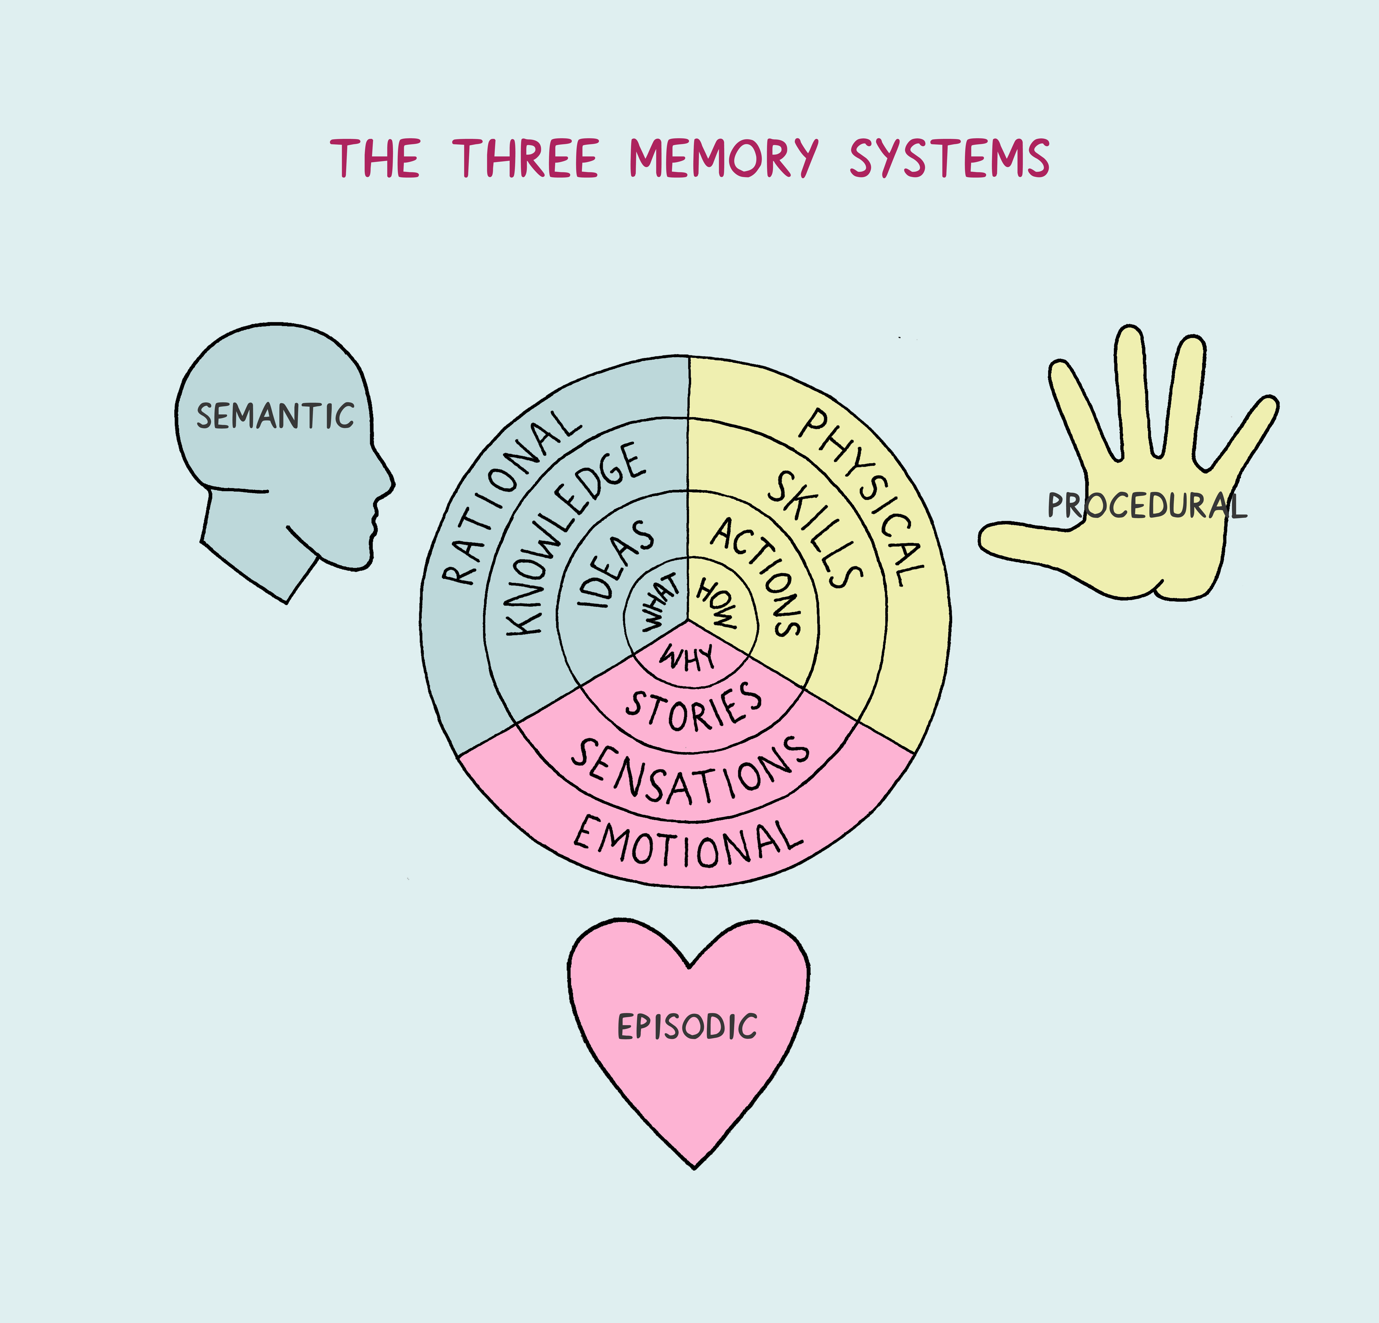 THE THREE MEMORY SYSTEMS
SEMANTIC
PROCEDURAL
RATIONAL
KNOWLEDGE
IDEAS
WHAT
PHYSICAL
SKILLS
ACTIONS
HOW
WHY
STORIES
SENSATIONS
EMOTIONAL
EPISODIC